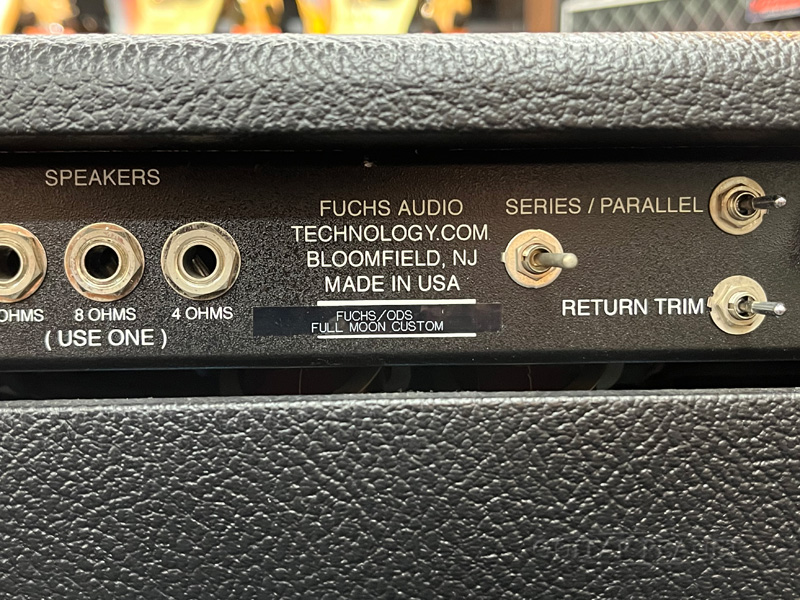 SPEAKERS
OHMS
8 OHMS
4 OHMS
( USE ONE )
FUCHS AUDIO
TECHNOLOGY.COM
BLOOMFIELD, NJ
MADE IN USA
FUCHS/ODS
FULL MOON CUSTOM
SERIES / PARALLEL
RETURN TRIM